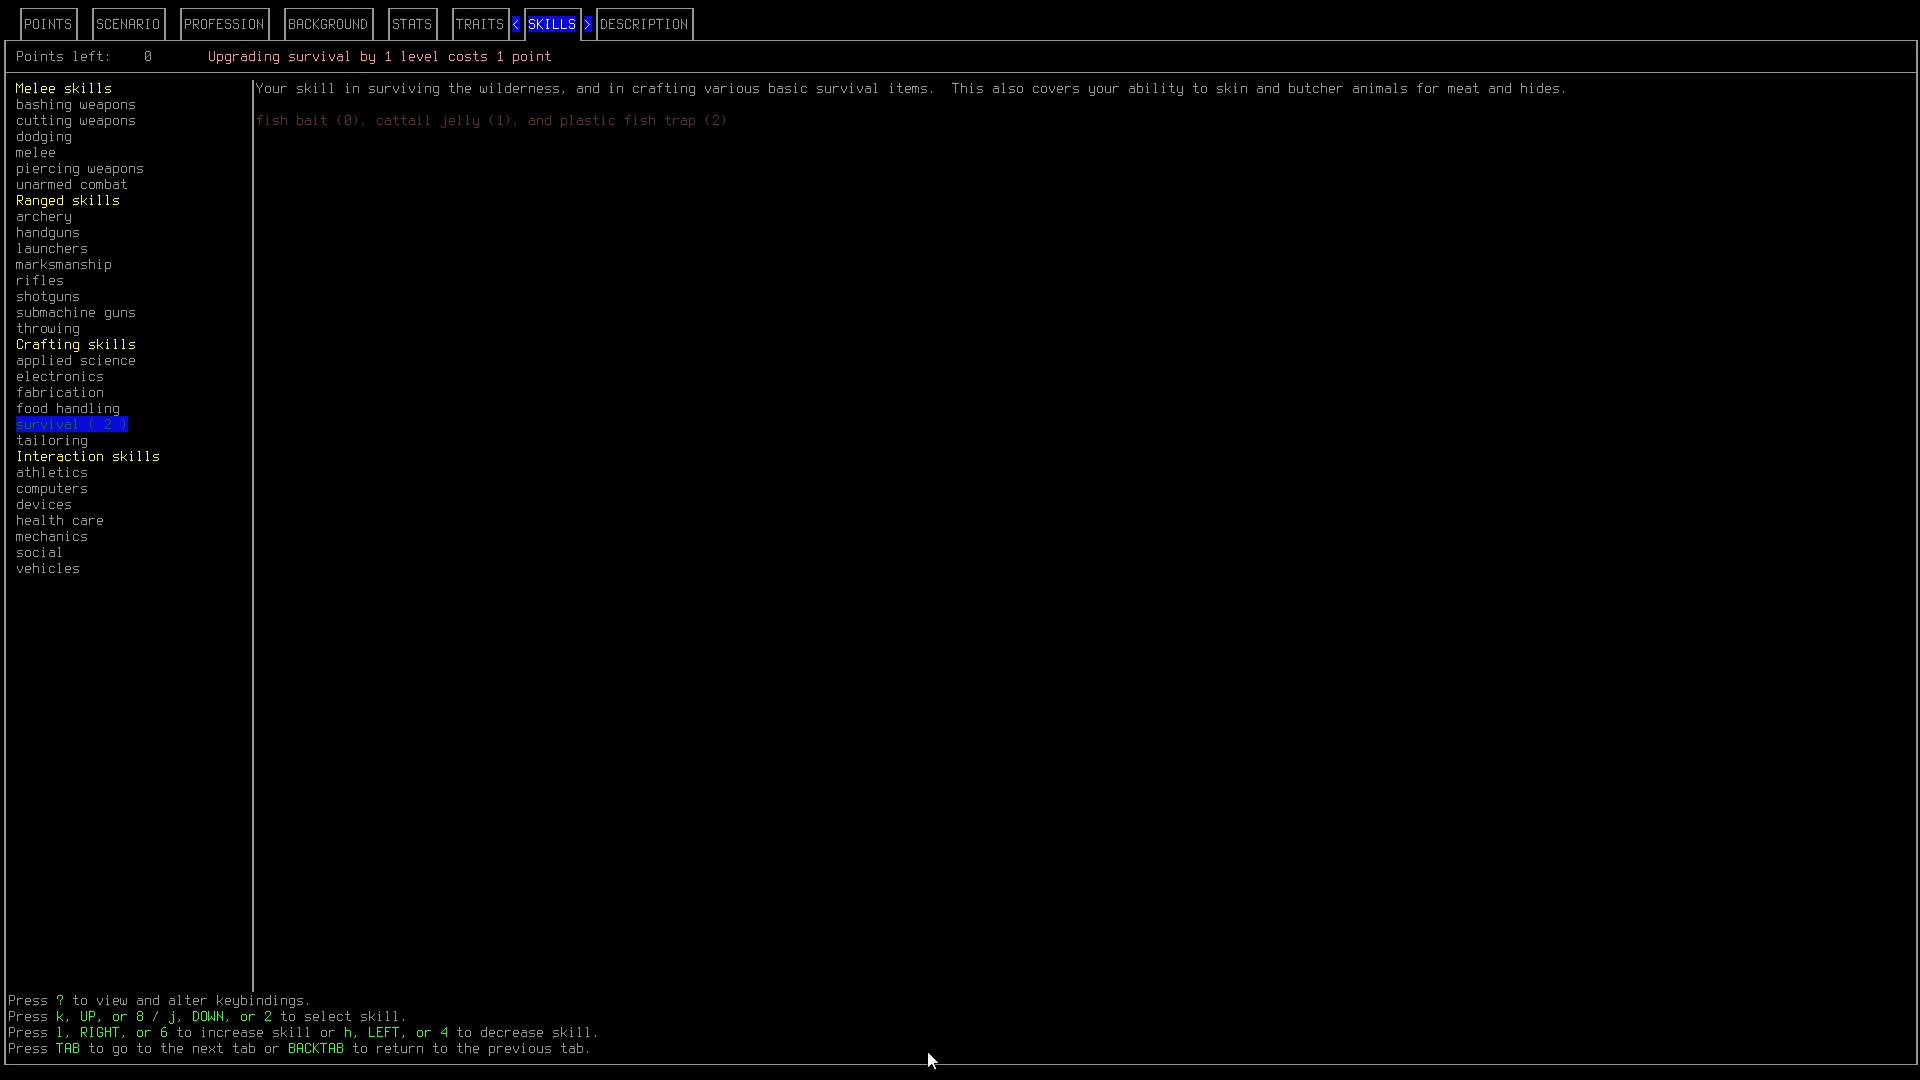 POINTS SCENARIO PROFESSION BACKGROUND STATS TRAITS < SKILLS > DESCRIPTION
Points left: 0 Upgrading survival by 1 level costs 1 point
Melee skills
bashing weapons
cutting weapons
dodging
melee
piercing weapons
unarmed combat
Ranged skills
archery
handguns
launchers
marksmanship
rifles
shotguns
submachine guns
throwing
Crafting skills
applied science
electronics
fabrication
food handling
survival ( 2 )
tailoring
Interaction skills
athletics
computers
devices
health care
mechanics
social
vehicles
Your skill in surviving the wilderness, and in crafting various basic survival items.  This also covers your ability to skin and butcher animals for meat and hides.
fish bait (0), cattail jelly (1), and plastic fish trap (2)
Press ? to view and alter keybindings.
Press k, UP, or 8 / j, DOWN, or 2 to select skill.
Press l, RIGHT, or 6 to increase skill or h, LEFT, or 4 to decrease skill.
Press TAB to go to the next tab or BACKTAB to return to the previous tab.